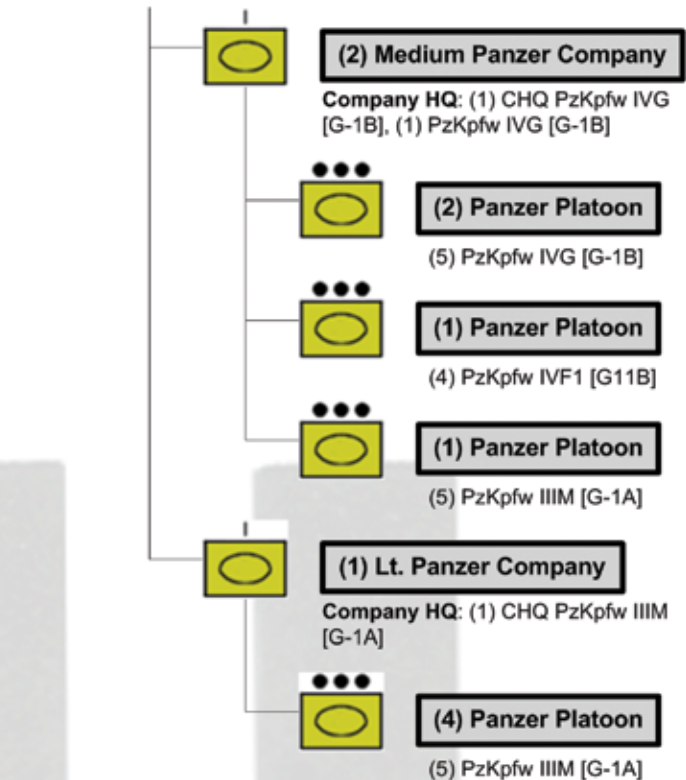 (2) Medium Panzer Company
Company HQ: (1) CHQ PzKpfw IVG
[G-1B], (1) PzKpfw IVG [G-1B]
(2) Panzer Platoon
(5) PzKpfw IVG [G-1B]
(1) Panzer Platoon
(4) PzKpfw IVF1 [G11B]
(1) Panzer Platoon
(5) PzKpfw IIIM [G-1A]
(1) Lt. Panzer Company
Company HQ: (1) CHQ PzKpfw IIIM
[G-1A]
(4) Panzer Platoon
(5) PzKpfw IIIM [G-1A]